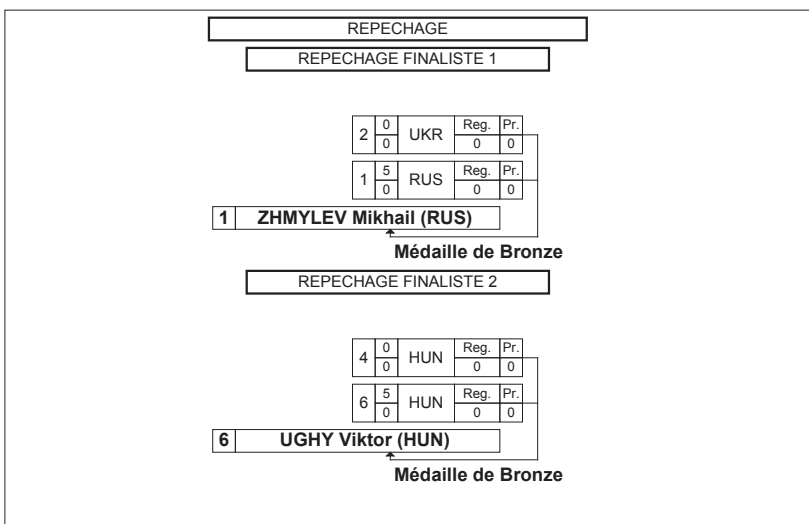 REPECHAGE
REPECHAGE FINALISTE 1
2 0 UKR Reg. Pr.
0 0 0
1 5 RUS Reg. Pr.
0 0 0
1 ZHMYLEV Mikhail (RUS)
Médaille de Bronze
REPECHAGE FINALISTE 2
4 0 HUN Reg. Pr.
0 0 0
6 5 HUN Reg. Pr.
0 0 0
6 UGHY Viktor (HUN)
Médaille de Bronze